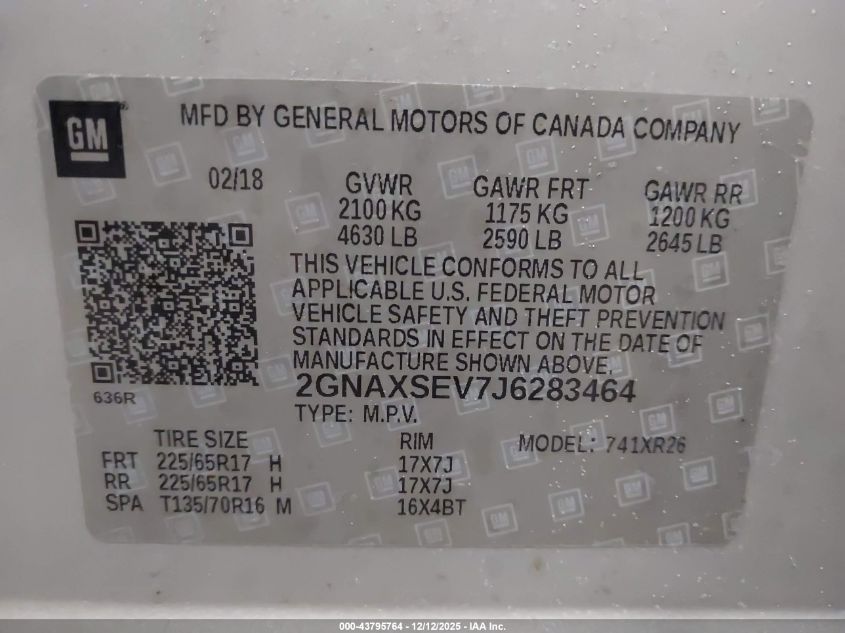 GM
MFD BY GENERAL MOTORS OF CANADA COMPANY
02/18 GVWR GAWR FRT GAWR RR
2100 KG 1175 KG 1200 KG
4630 LB 2590 LB 2645 LB
THIS VEHICLE CONFORMS TO ALL
APPLICABLE U.S. FEDERAL MOTOR
VEHICLE SAFETY AND THEFT PREVENTION
STANDARDS IN EFFECT ON THE DATE OF
MANUFACTURE SHOWN ABOVE.
2GNAXSEV7J6283464
636R
TYPE: M.P.V.
TIRE SIZE RIM MODEL: 741XR26
FRT 225/65R17 H 17X7J
RR 225/65R17 H 17X7J
SPA T135/70R16 M 16X4BT
000-43795764 - 12/12/2025 - IAA Inc.